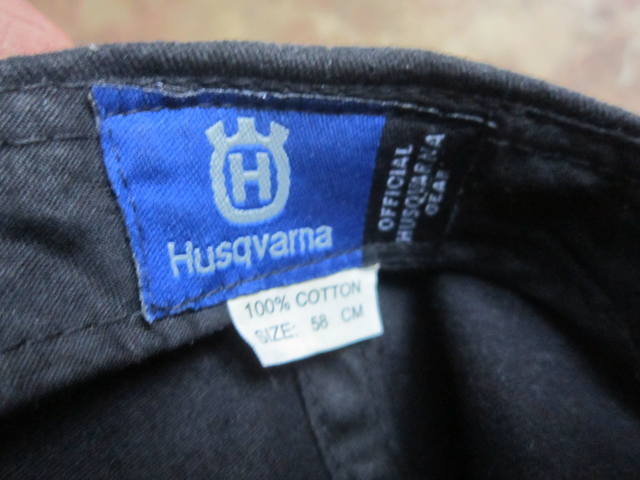 H
Husqvarna
OFFICIAL
HUSQVARNA
GEAR
100% COTTON
SIZE: 58 CM